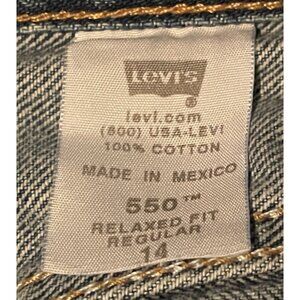 LEVI'S
®
levi.com
(800) USA-LEVI
100% COTTON
MADE IN MEXICO
550™
RELAXED FIT
REGULAR
14